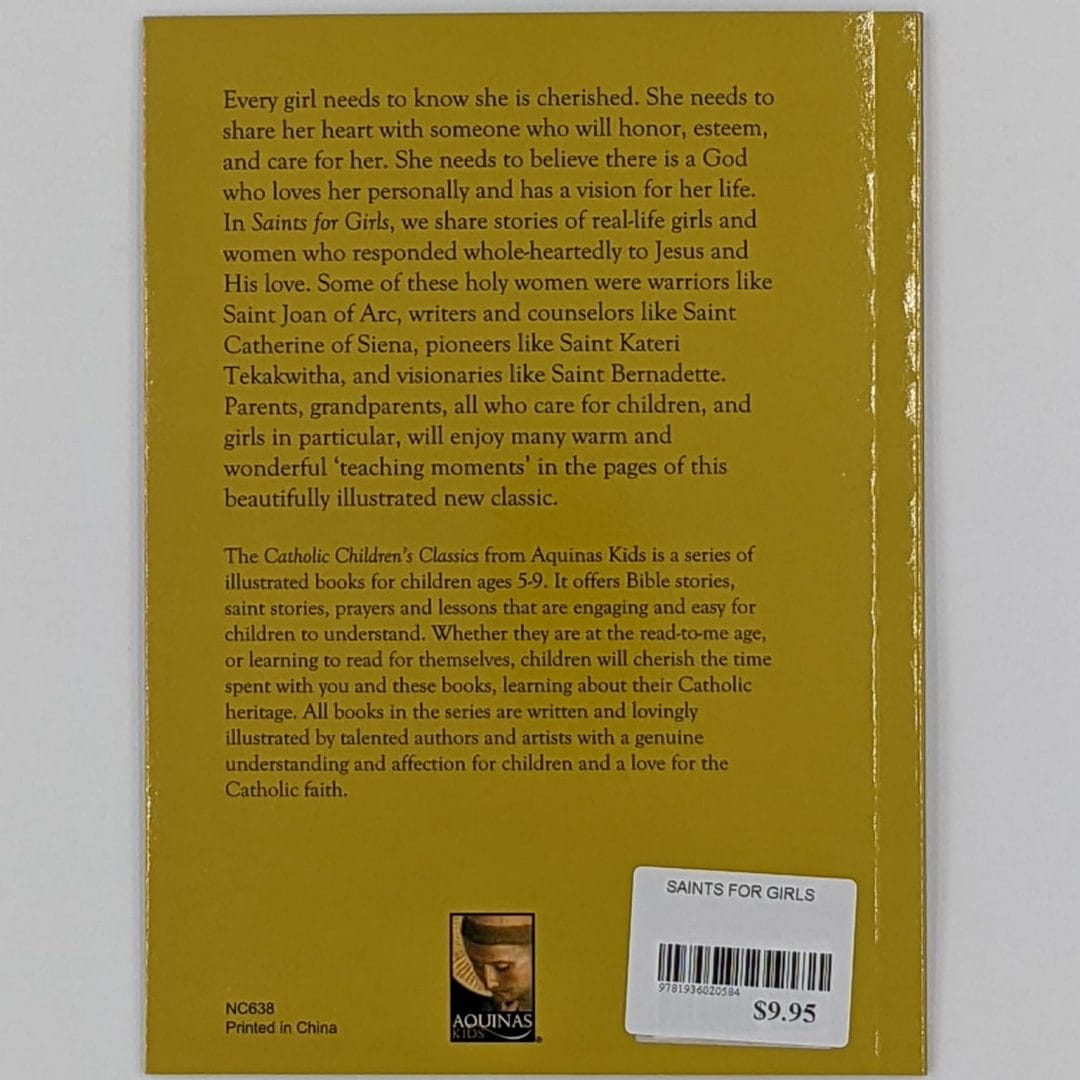 Every girl needs to know she is cherished. She needs to
share her heart with someone who will honor, esteem,
and care for her. She needs to believe there is a God
who loves her personally and has a vision for her life.
In Saints for Girls, we share stories of real-life girls and
women who responded whole-heartedly to Jesus and
His love. Some of these holy women were warriors like
Saint Joan of Arc, writers and counselors like Saint
Catherine of Siena, pioneers like Saint Kateri
Tekakwitha, and visionaries like Saint Bernadette.
Parents, grandparents, all who care for children, and
girls in particular, will enjoy many warm and
wonderful ‘teaching moments’ in the pages of this
beautifully illustrated new classic.
The Catholic Children's Classics from Aquinas Kids is a series of
illustrated books for children ages 5-9. It offers Bible stories,
saint stories, prayers and lessons that are engaging and easy for
children to understand. Whether they are at the read-to-me age,
or learning to read for themselves, children will cherish the time
spent with you and these books, learning about their Catholic
heritage. All books in the series are written and lovingly
illustrated by talented authors and artists with a genuine
understanding and affection for children and a love for the
Catholic faith.
NC638
Printed in China
AQUINAS
KIDS®
SAINTS FOR GIRLS
9781936020584
$9.95